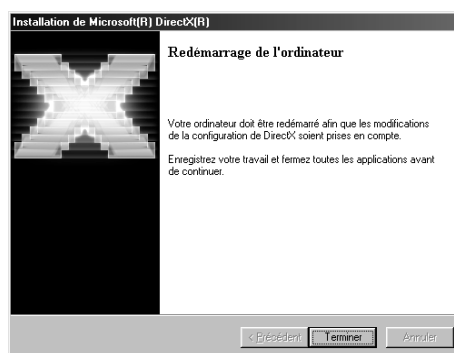 Installation de Microsoft(R) DirectX(R)
Redémarrage de l'ordinateur
Votre ordinateur doit être redémarré afin que les modifications
de la configuration de DirectX soient prises en compte.
Enregistrez votre travail et fermez toutes les applications avant
de continuer.
< Précédent
Terminer
Annuler